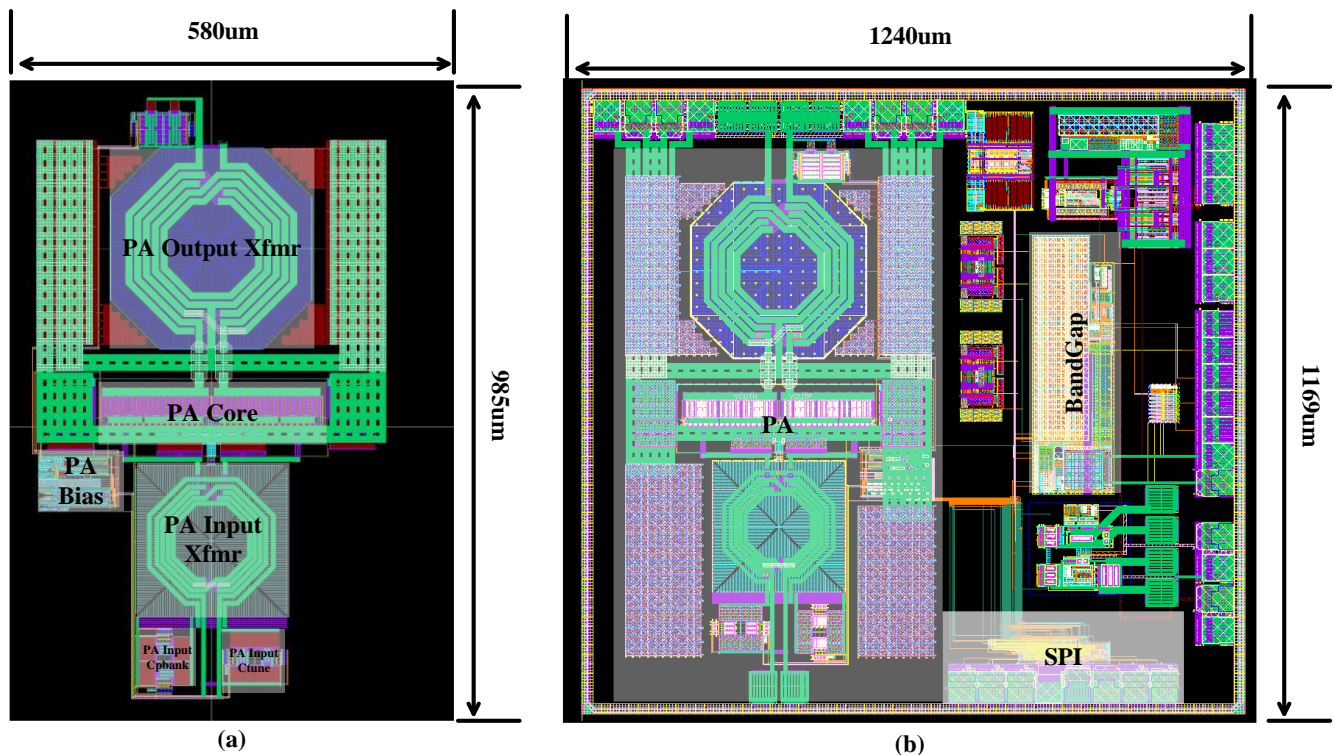 580um
1240um
PA Output Xfmr
985um
PA Core
PA
Bias
PA Input
Xfmr
PA Input
Cpbank
PA Input
Ctune
(a)
PA
BandGap
1169um
SPI
(b)